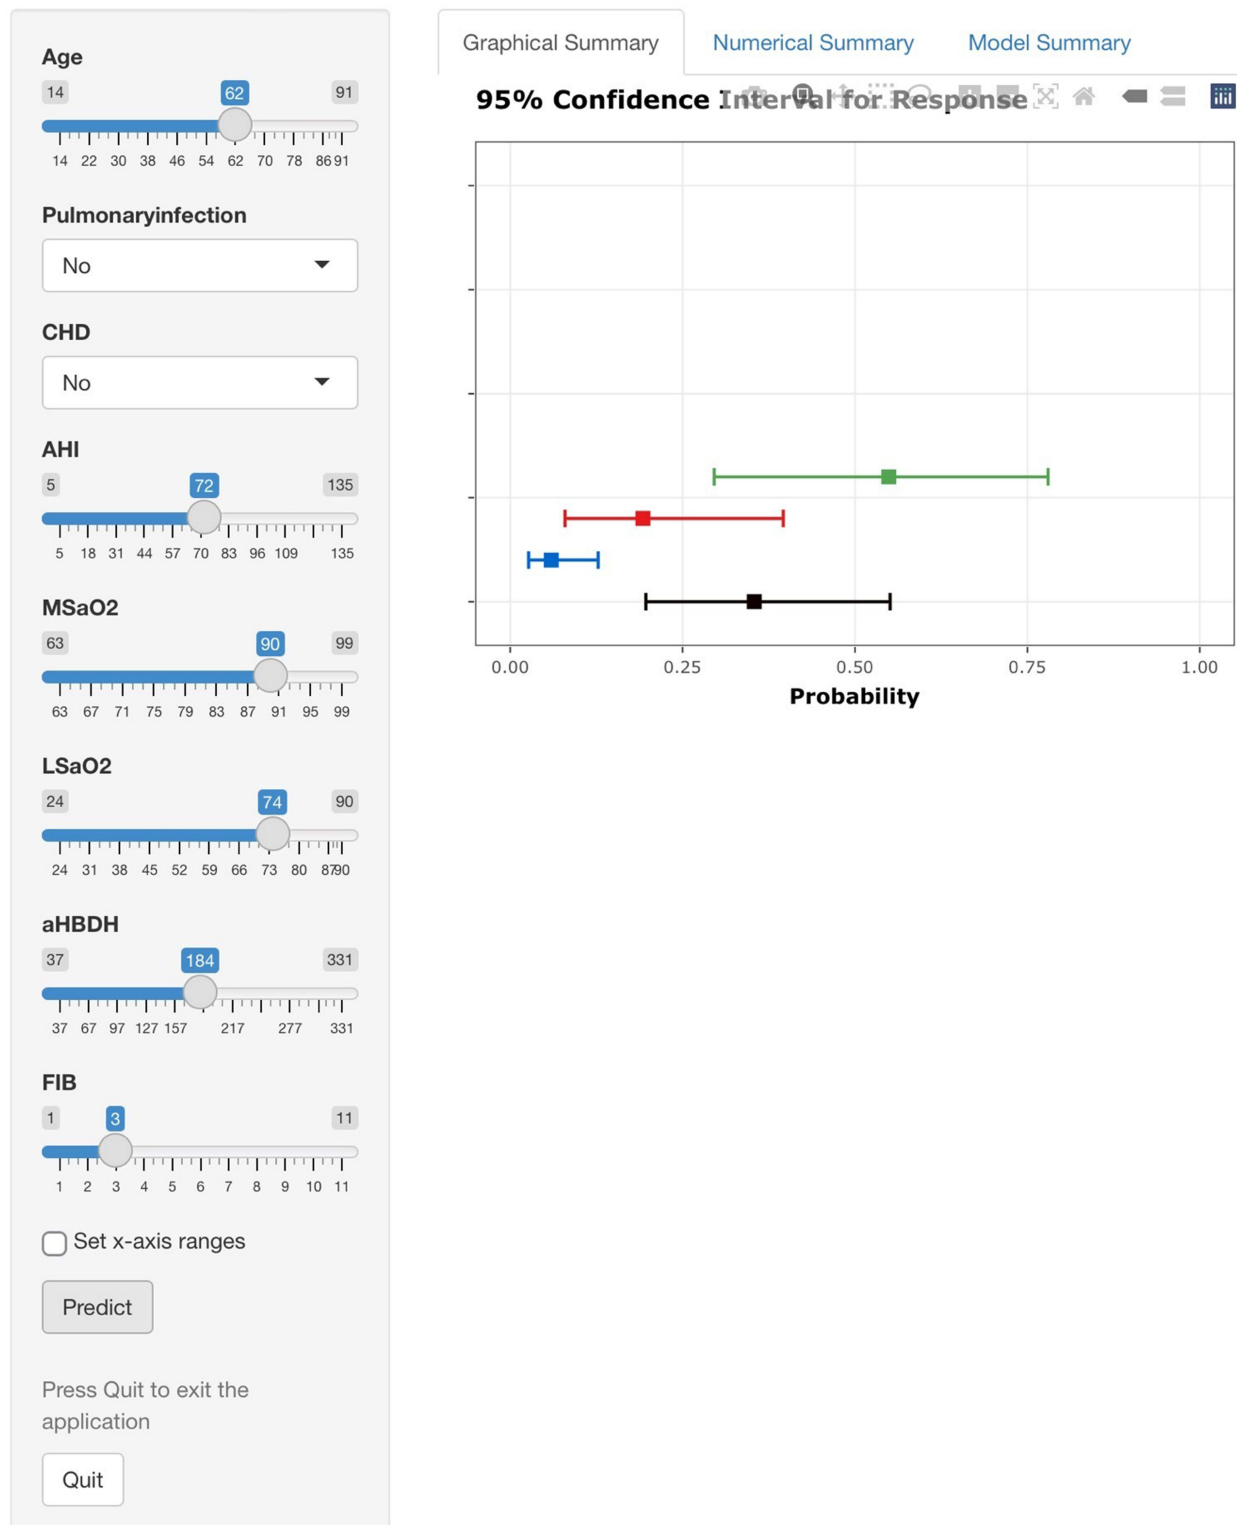 Age
14 62 91
14 22 30 38 46 54 62 70 78 86 91
Pulmonaryinfection
No
CHD
No
AHI
5 72 135
5 18 31 44 57 70 83 96 109 135
MSaO2
63 90 99
63 67 71 75 79 83 87 91 95 99
LSaO2
24 74 90
24 31 38 45 52 59 66 73 80 87 90
aHBDH
37 184 331
37 67 97 127 157 217 277 331
FIB
1 3 11
1 2 3 4 5 6 7 8 9 10 11
Set x-axis ranges
Predict
Press Quit to exit the
application
Quit
Graphical Summary Numerical Summary Model Summary
95% Confidence Interval for Response
0.00 0.25 0.50 0.75 1.00
Probability